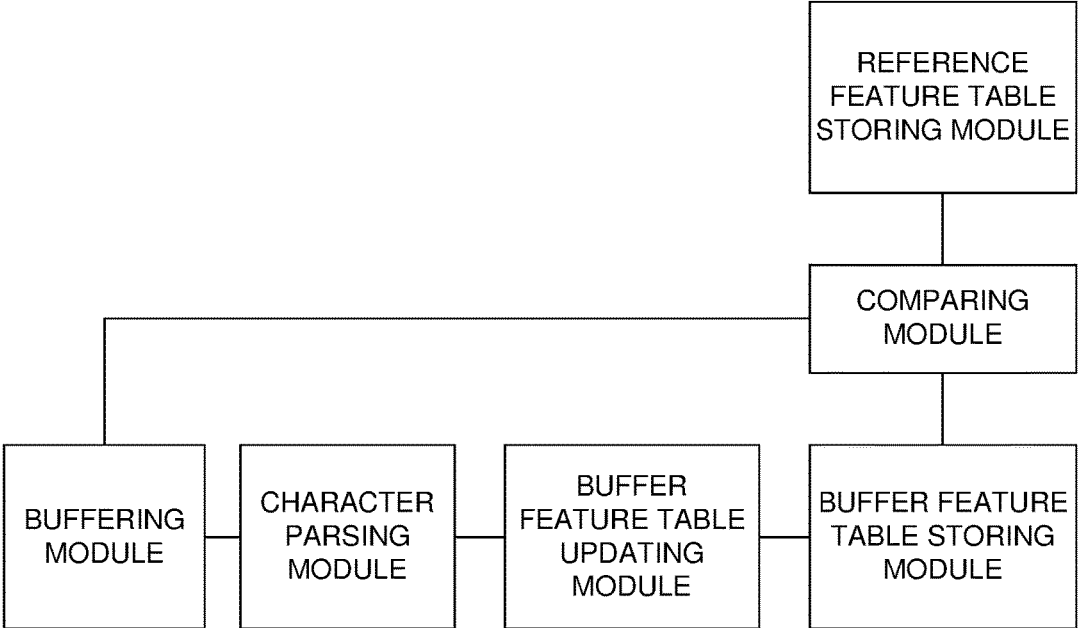 REFERENCE
FEATURE TABLE
STORING MODULE
COMPARING
MODULE
BUFFERING
MODULE
CHARACTER
PARSING
MODULE
BUFFER
FEATURE TABLE
UPDATING
MODULE
BUFFER FEATURE
TABLE STORING
MODULE